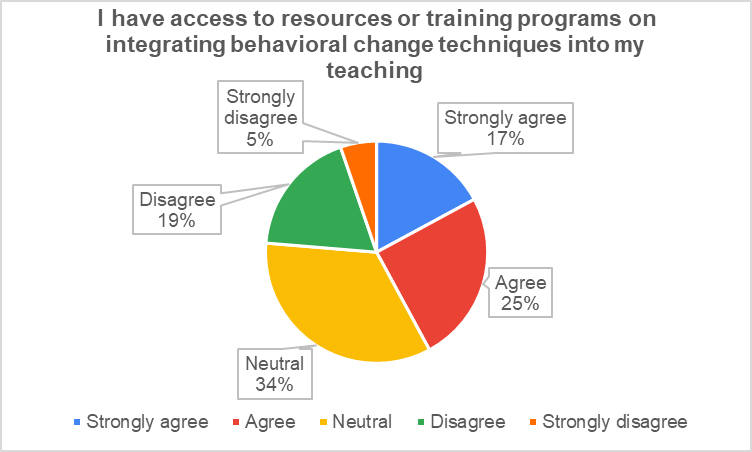 I have access to resources or training programs on
integrating behavioral change techniques into my
teaching
Strongly
disagree
5%
Strongly agree
17%
Disagree
19%
Agree
25%
Neutral
34%
Strongly agree Agree Neutral Disagree Strongly disagree